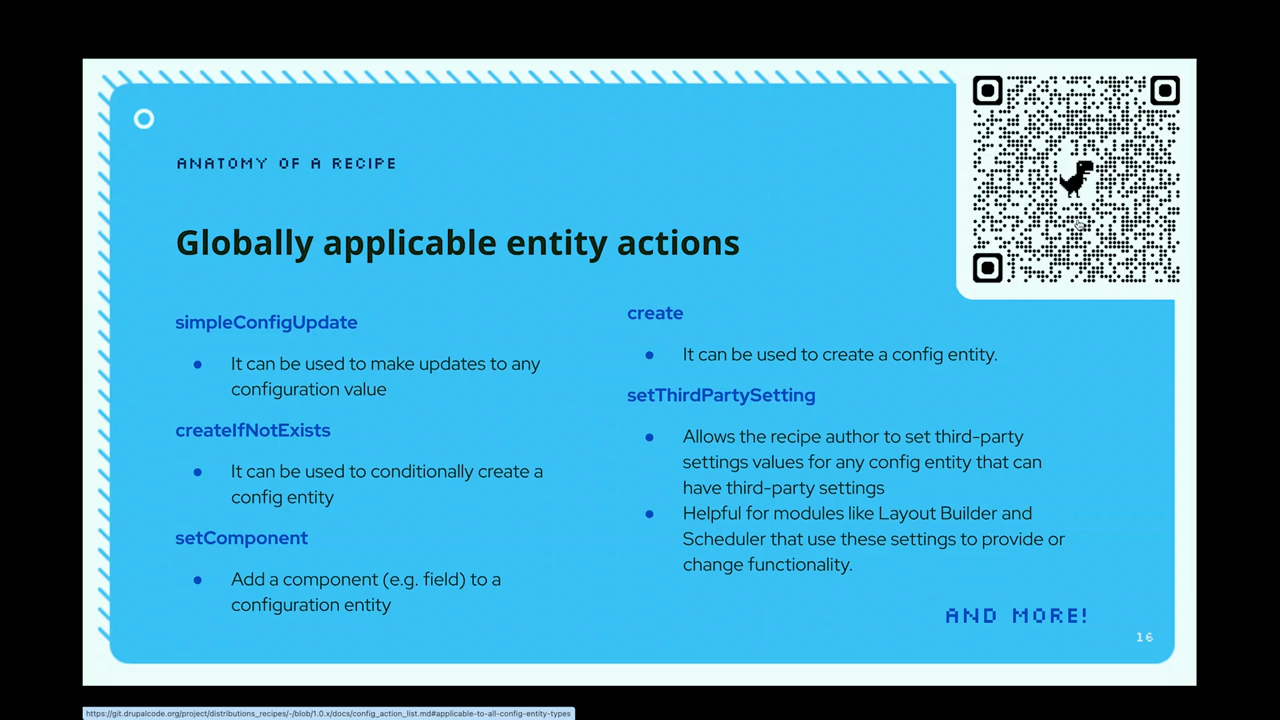 ANATOMY OF A RECIPE
Globally applicable entity actions
simpleConfigUpdate
● It can be used to make updates to any
configuration value
createIfNotExists
● It can be used to conditionally create a
config entity
setComponent
● Add a component (e.g. field) to a
configuration entity
create
● It can be used to create a config entity.
setThirdPartySetting
● Allows the recipe author to set third-party
settings values for any config entity that can
have third-party settings
● Helpful for modules like Layout Builder and
Scheduler that use these settings to provide or
change functionality.
AND MORE!
16
https://git.drupalcode.org/project/distributions_recipes/-/blob/1.0.x/docs/config_action_list.md#applicable-to-all-config-entity-types